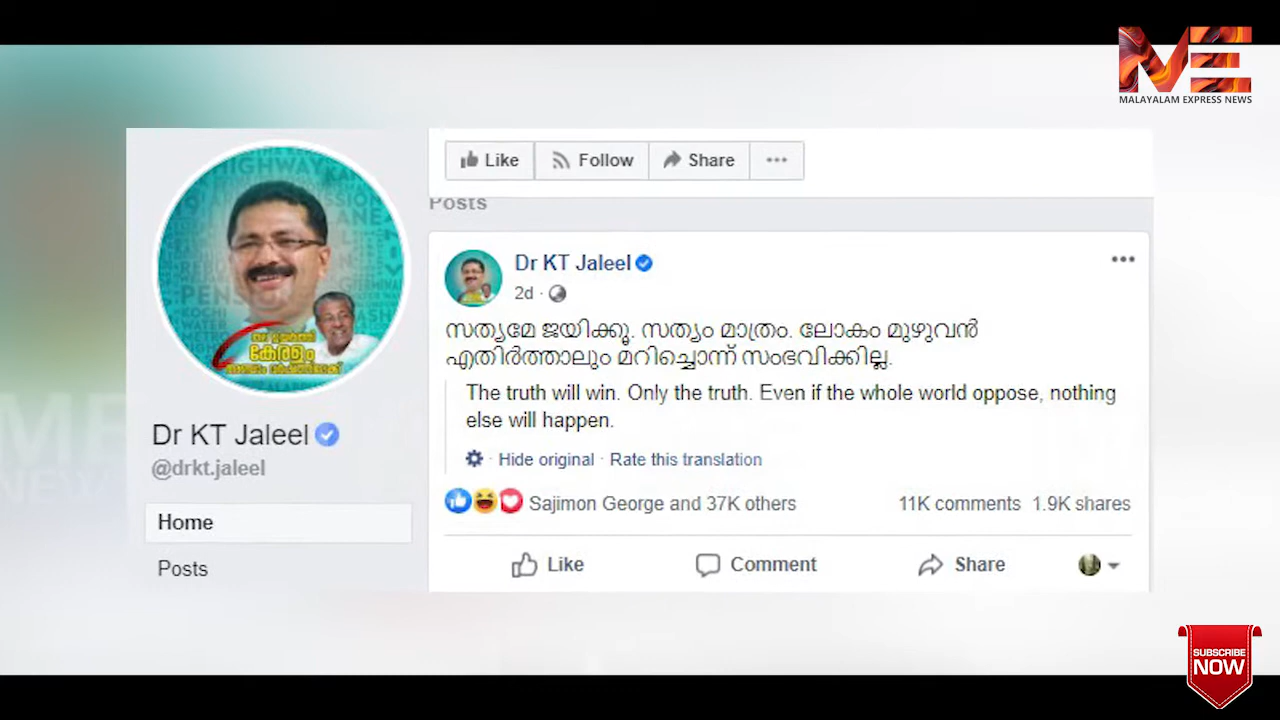 ME
MALAYALAM EXPRESS NEWS
Like
Follow
Share
Posts
HIGHWAY
കേരളം
Dr KT Jaleel
@drkt.jaleel
Home
Posts
Dr KT Jaleel
2d ·
സത്യമേ ജയിക്കൂ. സത്യം മാത്രം. ലോകം മുഴുവൻ
എതിർത്താലും മറിച്ചൊന്ന് സംഭവിക്കില്ല.
The truth will win. Only the truth. Even if the whole world oppose, nothing
else will happen.
· Hide original · Rate this translation
Sajimon George and 37K others 11K comments 1.9K shares
Like Comment Share
SUBSCRIBE
NOW